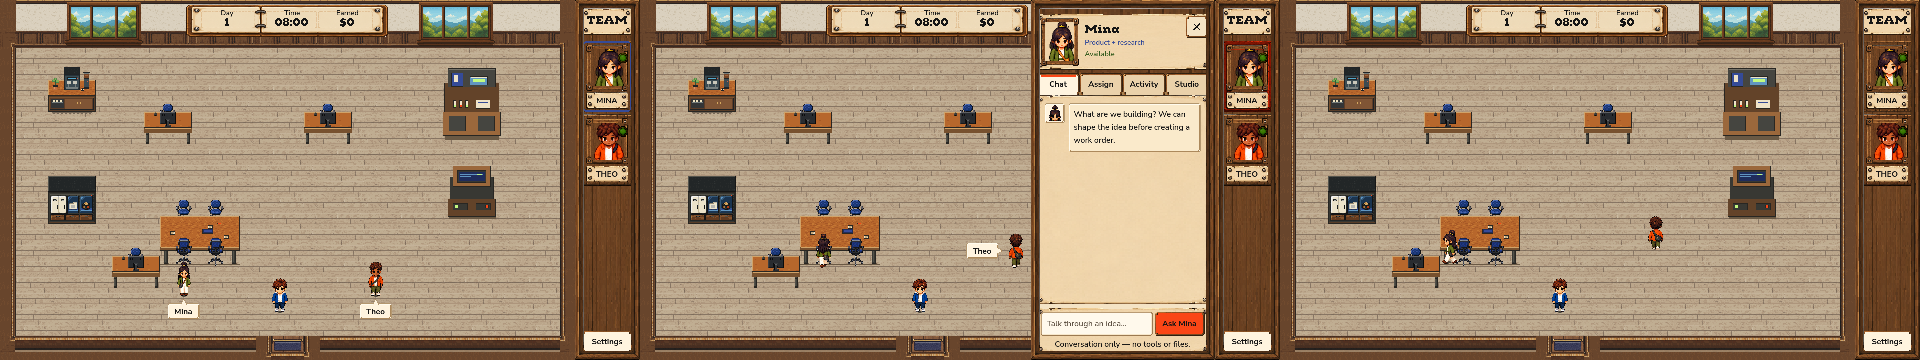 Day
1
Time
08:00
Earned
$0
TEAM
MINA
THEO
Mina
Theo
Settings
Day
1
Time
08:00
Earned
$0
Theo
Mina
Product + research
Available
×
Chat
Assign
Activity
Studio
What are we building? We can
shape the idea before creating a
work order.
Talk through an idea...
Ask Mina
Conversation only — no tools or files.
TEAM
MINA
THEO
Settings
Day
1
Time
08:00
Earned
$0
TEAM
MINA
THEO
Settings